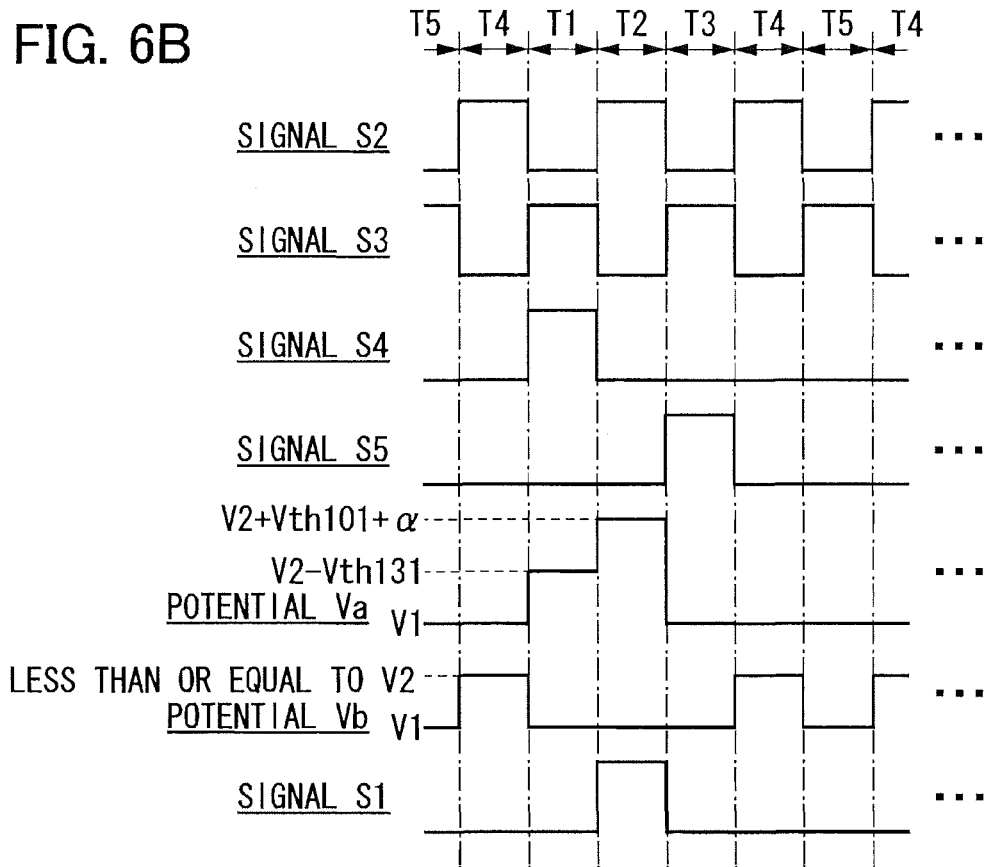 FIG. 6B
T5 T4 T1 T2 T3 T4 T5 T4
SIGNAL S2
...
SIGNAL S3
...
SIGNAL S4
...
SIGNAL S5
...
V2+Vth101+α
V2-Vth131
...
POTENTIAL Va V1
LESS THAN OR EQUAL TO V2
...
POTENTIAL Vb V1
SIGNAL S1
...